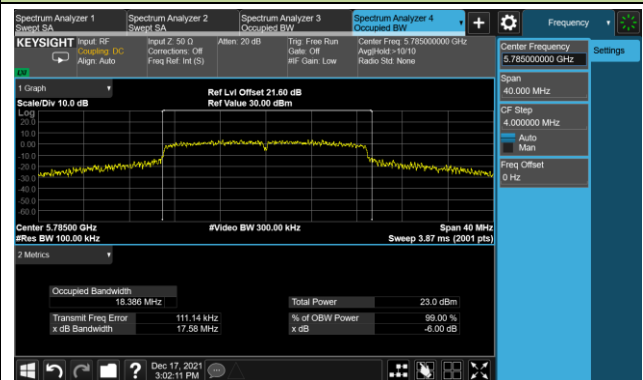 Spectrum Analyzer 1
Swept SA
Spectrum Analyzer 2
Swept SA
Spectrum Analyzer 3
Occupied BW
Spectrum Analyzer 4
Occupied BW
+
Frequency
KEYSIGHT
Input: RF
Coupling: DC
Align: Auto
Input Z: 50 Ω
Corrections: Off
Freq Ref: Int (S)
Atten: 20 dB
Trig: Free Run
Gate: Off
#IF Gain: Low
Center Freq: 5.785000000 GHz
Avg|Hold:>10/10
Radio Std: None
Center Frequency
5.785000000 GHz
Settings
Span
40.000 MHz
CF Step
4.000000 MHz
Auto
Man
Freq Offset
0 Hz
1 Graph
Scale/Div 10.0 dB
Ref Lvl Offset 21.60 dB
Ref Value 30.00 dBm
Log
20.0
10.0
0.00
-10.0
-20.0
-30.0
-40.0
-50.0
-60.0
Center 5.78500 GHz
#Res BW 100.00 kHz
#Video BW 300.00 kHz
Span 40 MHz
Sweep 3.87 ms (2001 pts)
2 Metrics
Occupied Bandwidth
18.386 MHz
Transmit Freq Error 111.14 kHz
x dB Bandwidth 17.58 MHz
Total Power 23.0 dBm
% of OBW Power 99.00 %
x dB -6.00 dB
?
Dec 17, 2021
3:02:11 PM